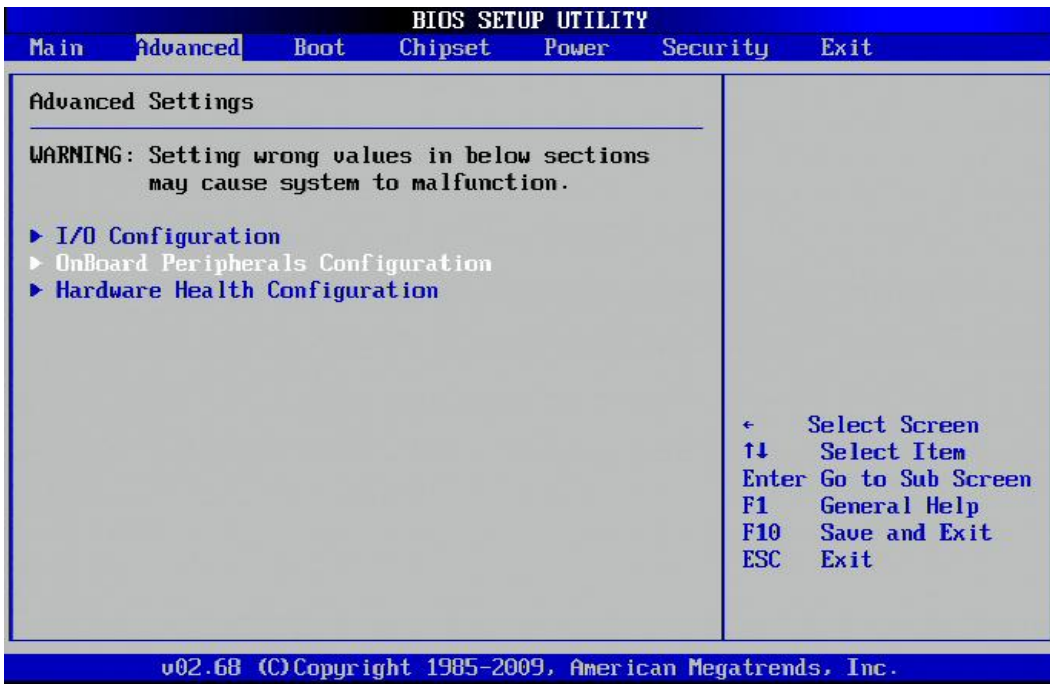 BIOS SETUP UTILITY
Main Advanced Boot Chipset Power Security Exit
Advanced Settings
WARNING: Setting wrong values in below sections
may cause system to malfunction.
▶ I/O Configuration
▶ OnBoard Peripherals Configuration
▶ Hardware Health Configuration
← Select Screen
↑↓ Select Item
Enter Go to Sub Screen
F1 General Help
F10 Save and Exit
ESC Exit
v02.68 (C)Copyright 1985-2009, American Megatrends, Inc.